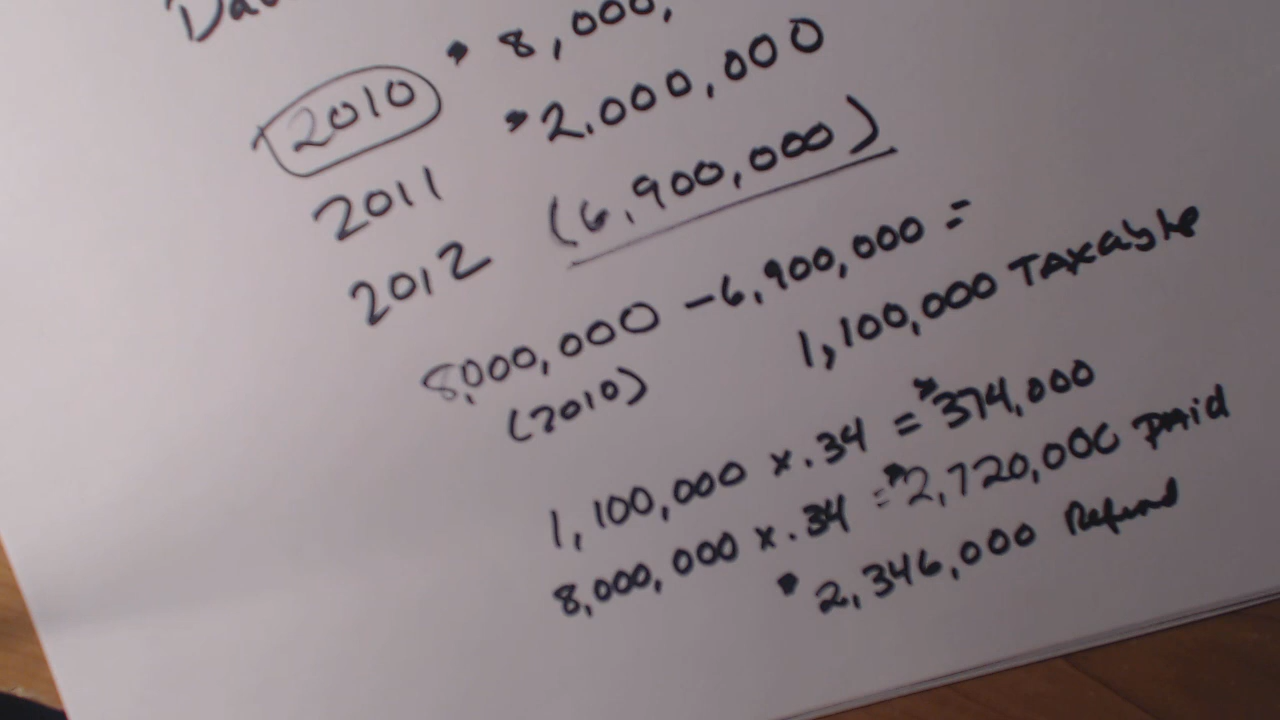 2010 8,000,
2011 2,000,000
2012 (6,900,000)
8,000,000 - 6,900,000 =
(2010) 1,100,000 TAXable
1,100,000 x .34 = 374,000
8,000,000 x .34 = 2,720,000 PAID
2,346,000 Refund